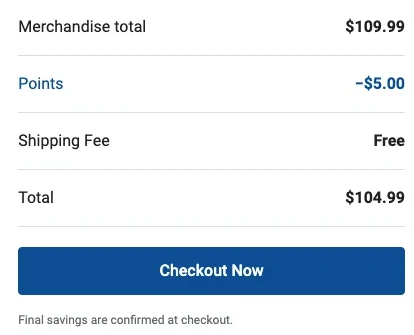 Merchandise total $109.99
Points −$5.00
Shipping Fee Free
Total $104.99
Checkout Now
Final savings are confirmed at checkout.